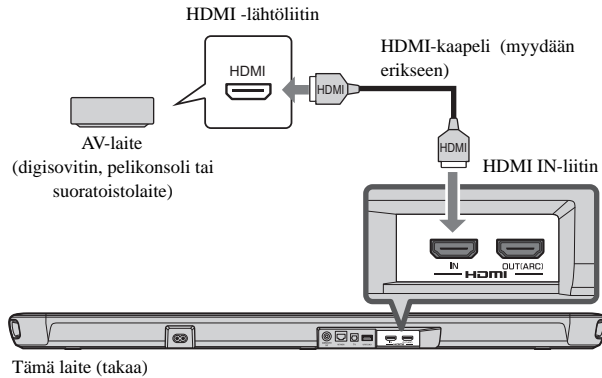 HDMI -lähtöliitin
HDMI-kaapeli (myydään
erikseen)
HDMI
HDMI
HDMI
AV-laite
(digisovitin, pelikonsoli tai
suoratoistolaite)
HDMI IN-liitin
IN
OUT(ARC)
HDMI
Tämä laite (takaa)